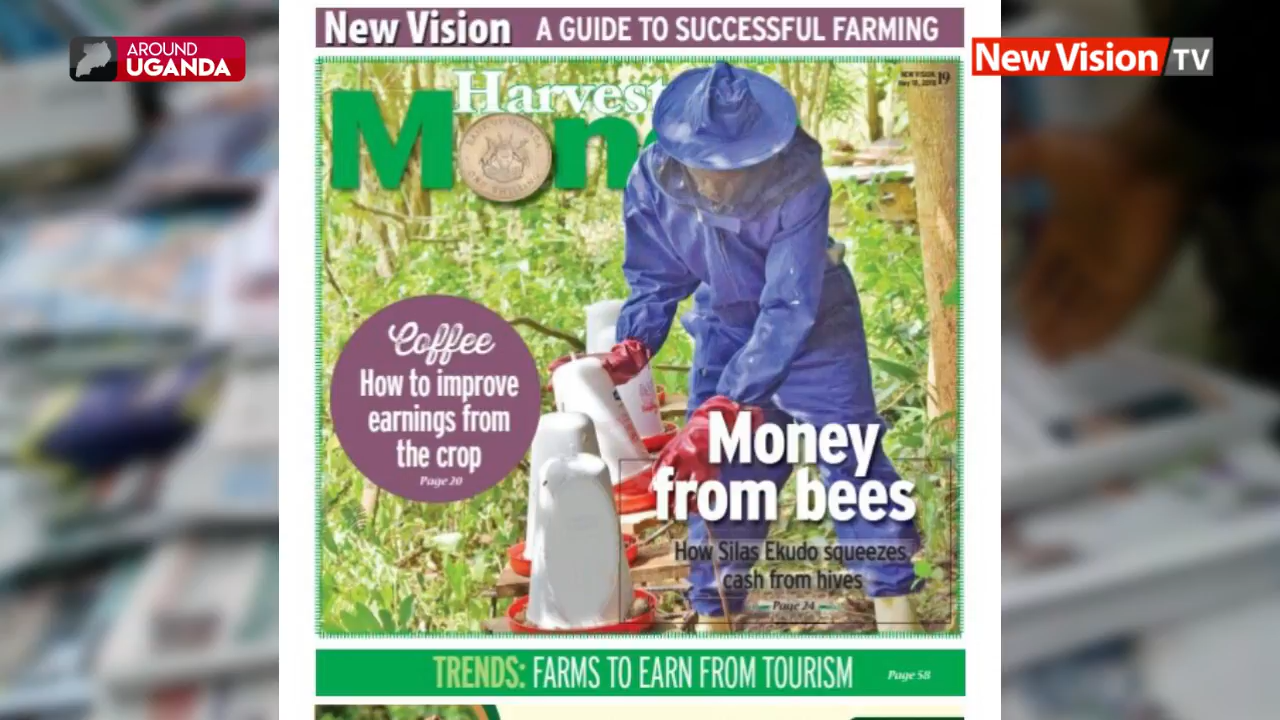 AROUND
UGANDA
New Vision TV
New Vision A GUIDE TO SUCCESSFUL FARMING
Harvest
Mon
Coffee
How to improve
earnings from
the crop
Page 20
Money
from bees
How Silas Ekudo squeezes
cash from hives
Page 24
TRENDS: FARMS TO EARN FROM TOURISM Page 58